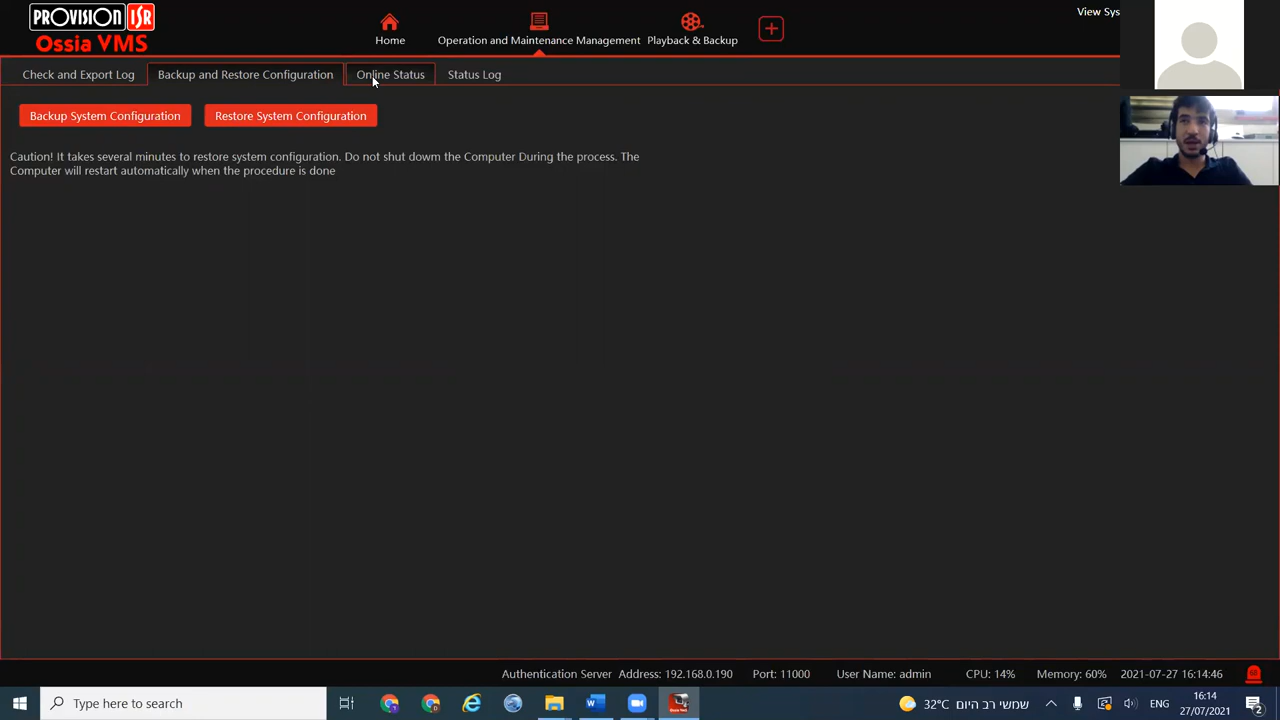 PROVISION ISR
Ossia VMS
Home
Operation and Maintenance Management
Playback & Backup
View Sys
Check and Export Log
Backup and Restore Configuration
Online Status
Status Log
Backup System Configuration
Restore System Configuration
Caution! It takes several minutes to restore system configuration. Do not shut dowm the Computer During the process. The
Computer will restart automatically when the procedure is done
Authentication Server Address: 192.168.0.190 Port: 11000 User Name: admin CPU: 14% Memory: 60% 2021-07-27 16:14:46
Type here to search
32°C שמשי רב היום
ENG
16:14
27/07/2021
2